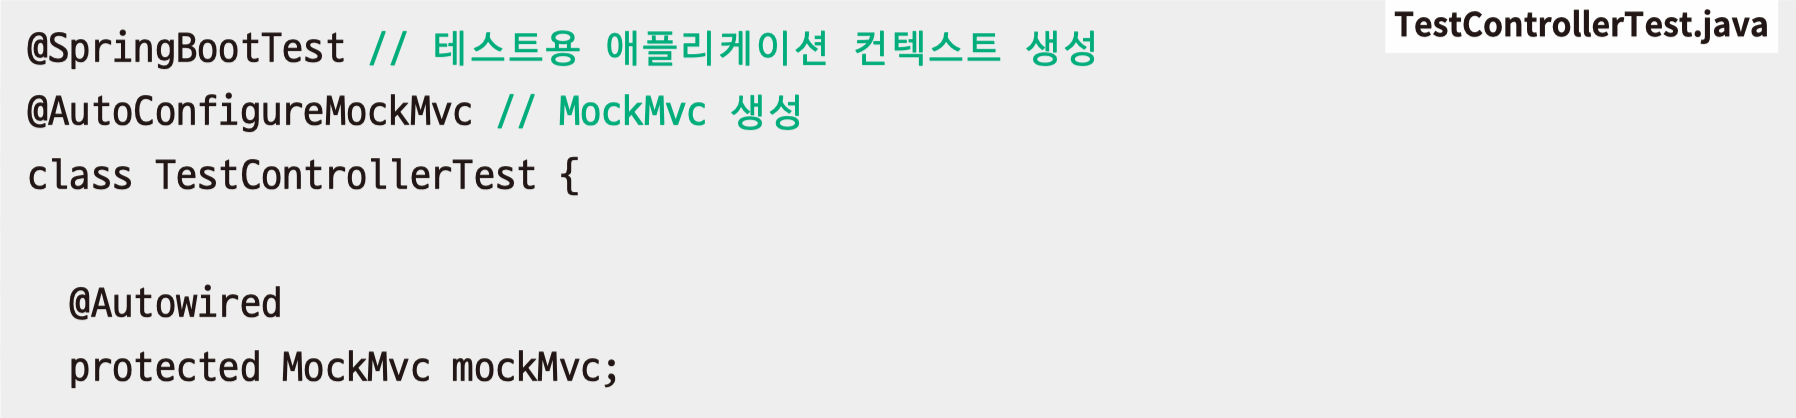 TestControllerTest.java
@SpringBootTest // 테스트용 애플리케이션 컨텍스트 생성
@AutoConfigureMockMvc // MockMvc 생성
class TestControllerTest {
@Autowired
protected MockMvc mockMvc;